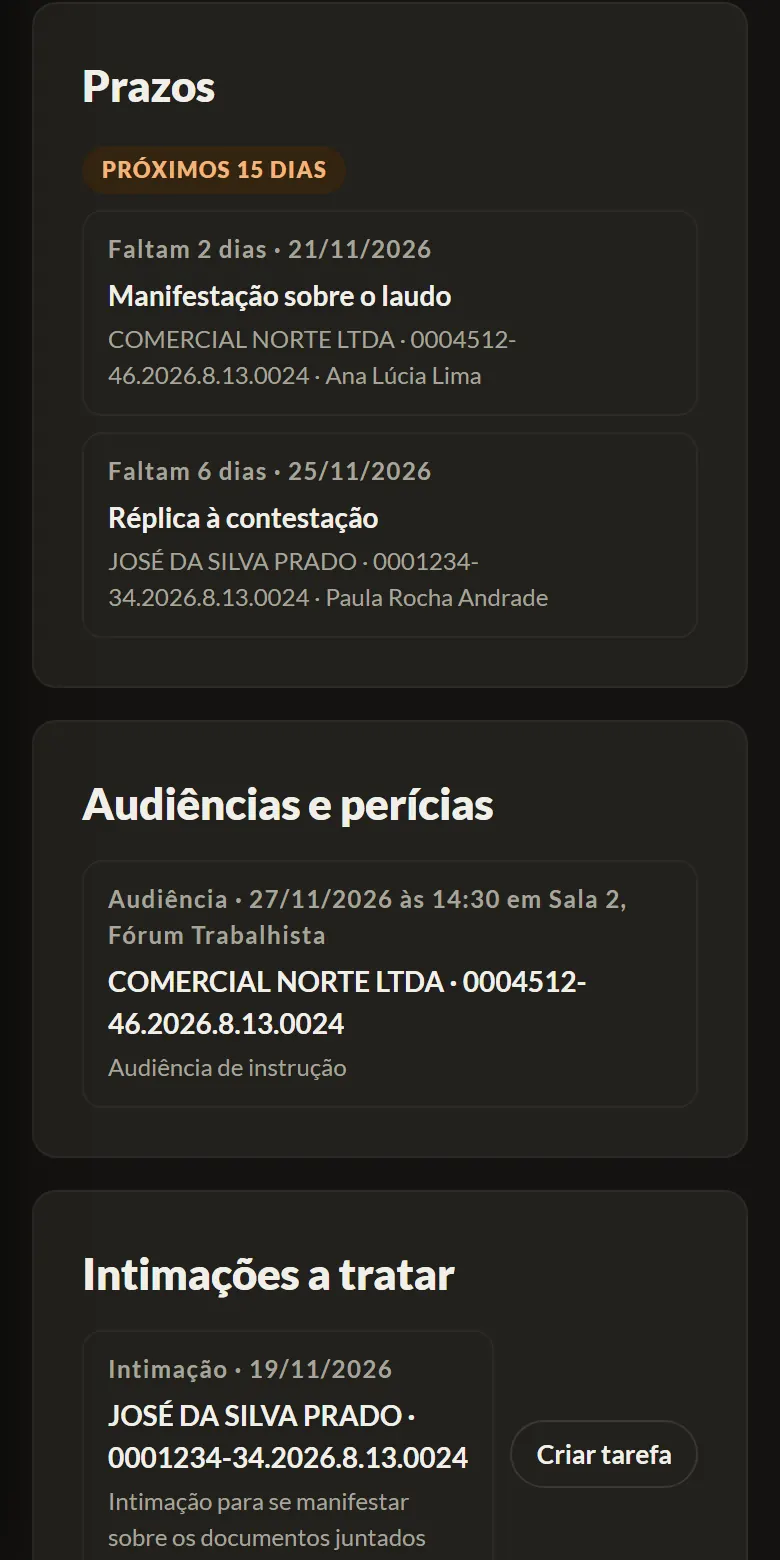 Prazos
PRÓXIMOS 15 DIAS
Faltam 2 dias · 21/11/2026
Manifestação sobre o laudo
COMERCIAL NORTE LTDA · 0004512-
46.2026.8.13.0024 · Ana Lúcia Lima
Faltam 6 dias · 25/11/2026
Réplica à contestação
JOSÉ DA SILVA PRADO · 0001234-
34.2026.8.13.0024 · Paula Rocha Andrade
Audiências e perícias
Audiência · 27/11/2026 às 14:30 em Sala 2,
Fórum Trabalhista
COMERCIAL NORTE LTDA · 0004512-
46.2026.8.13.0024
Audiência de instrução
Intimações a tratar
Intimação · 19/11/2026
JOSÉ DA SILVA PRADO ·
0001234-34.2026.8.13.0024
Intimação para se manifestar
sobre os documentos juntados
Criar tarefa